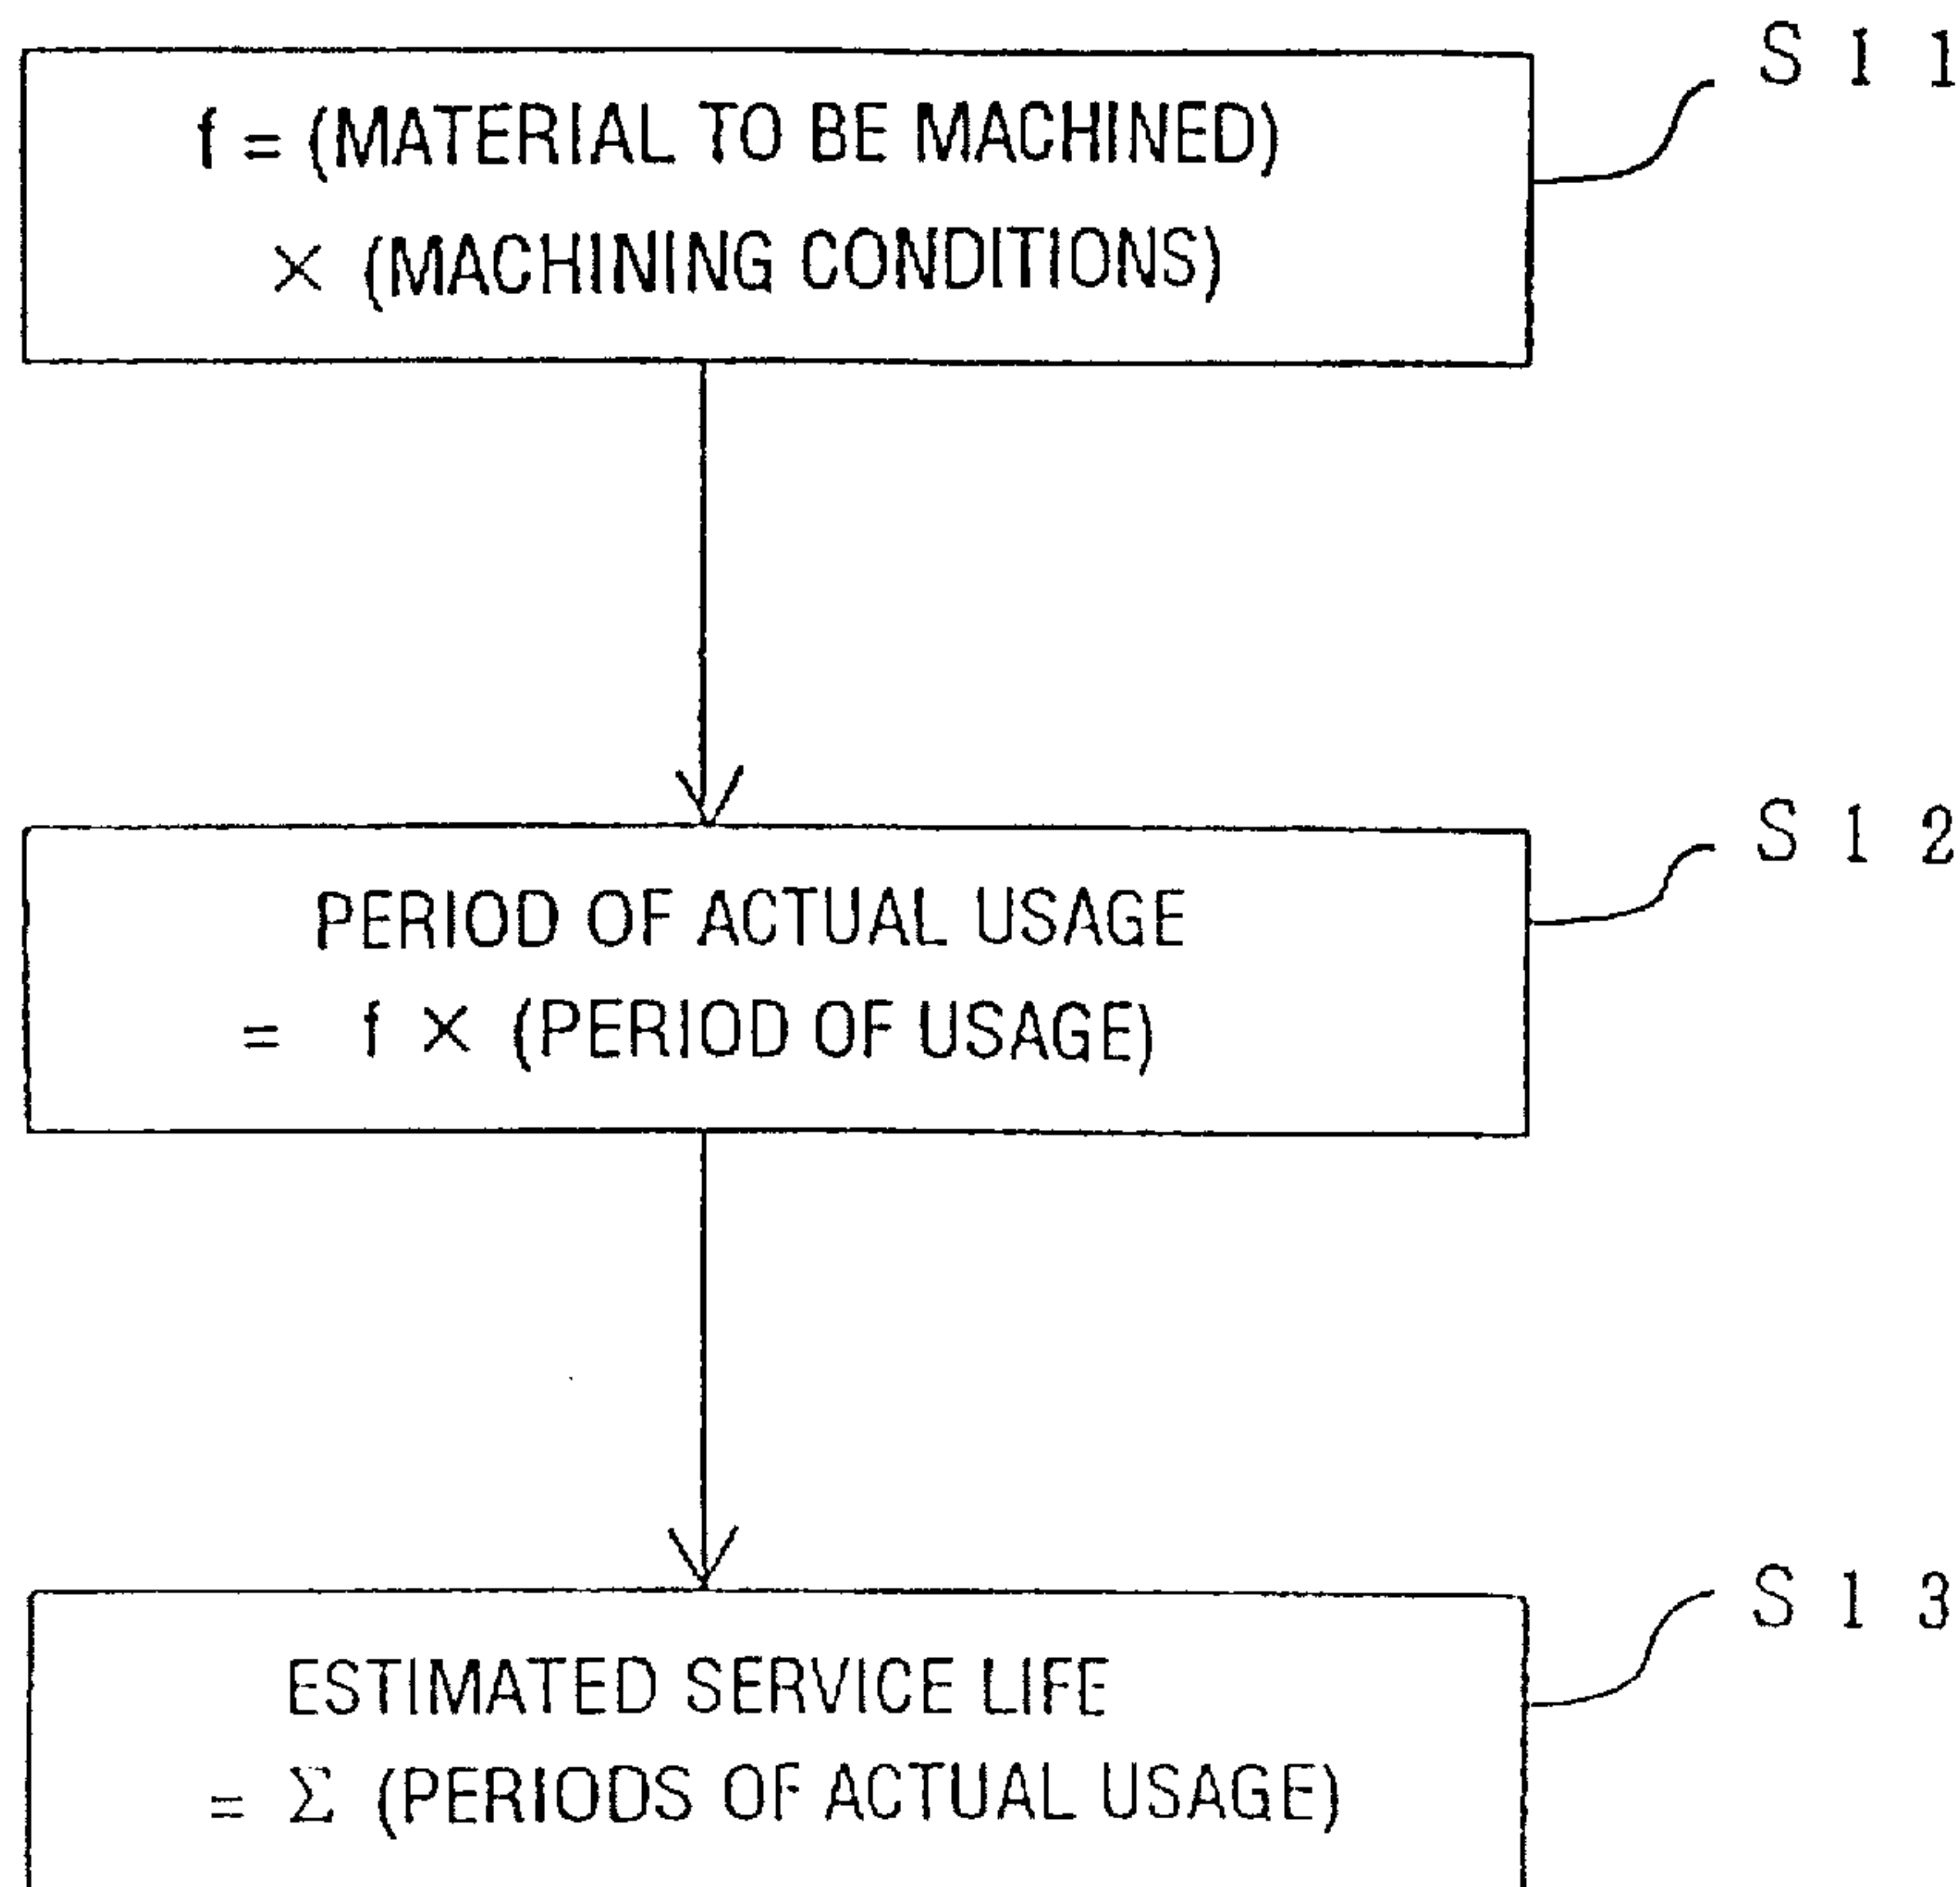 f = (MATERIAL TO BE MACHINED)
× (MACHINING CONDITIONS)
S11
PERIOD OF ACTUAL USAGE
= f × (PERIOD OF USAGE)
S12
ESTIMATED SERVICE LIFE
= Σ (PERIODS OF ACTUAL USAGE)
S13